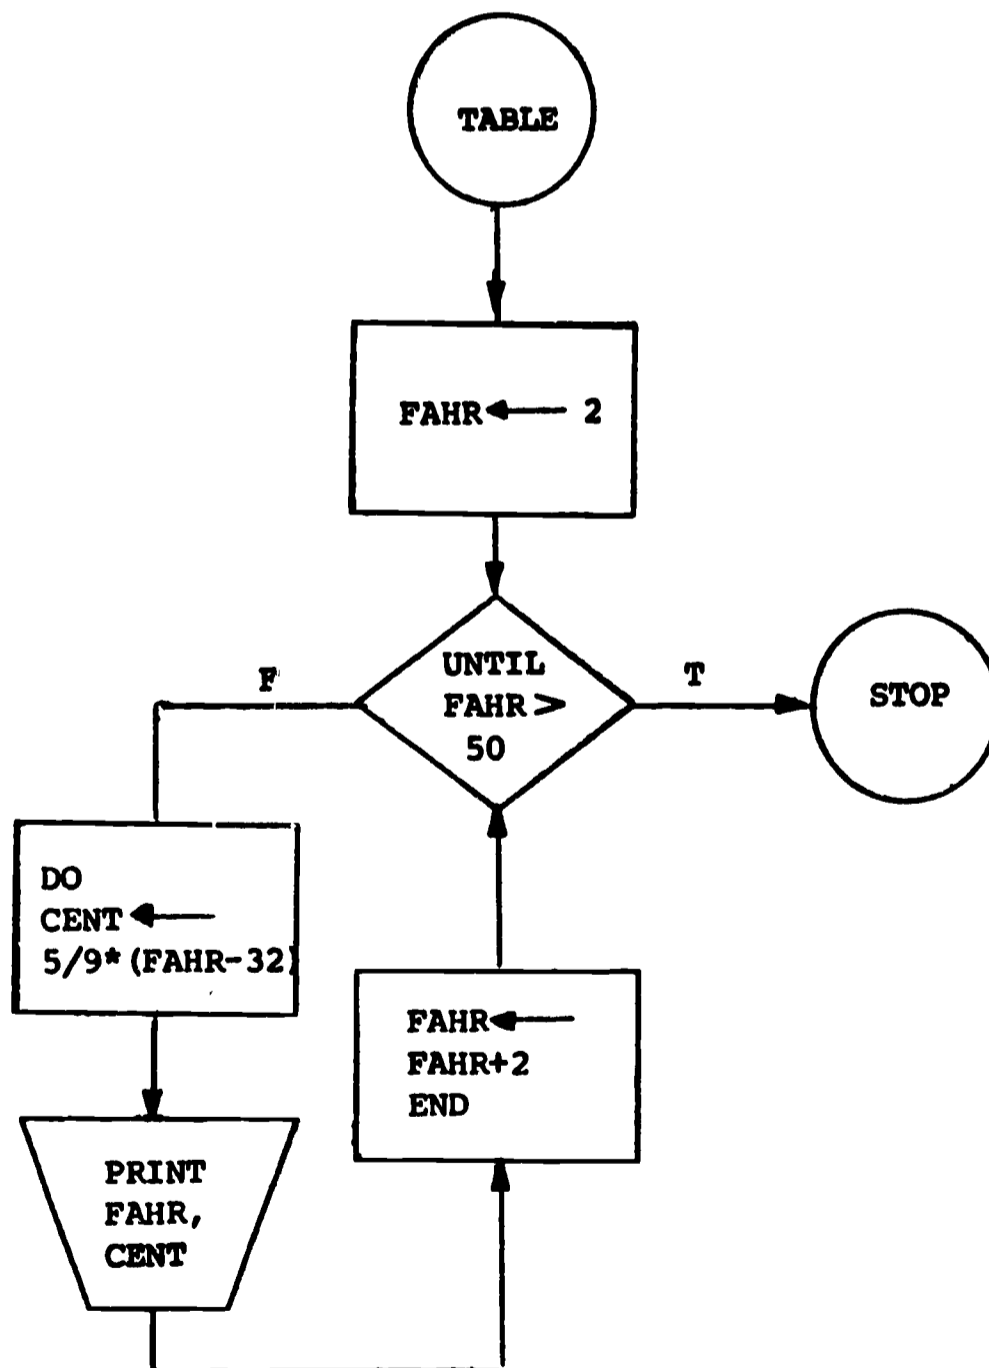 TABLE
FAHR ← 2
UNTIL
FAHR >
50
F
T
STOP
DO
CENT ←
5/9*(FAHR-32)
PRINT
FAHR,
CENT
FAHR ←
FAHR+2
END